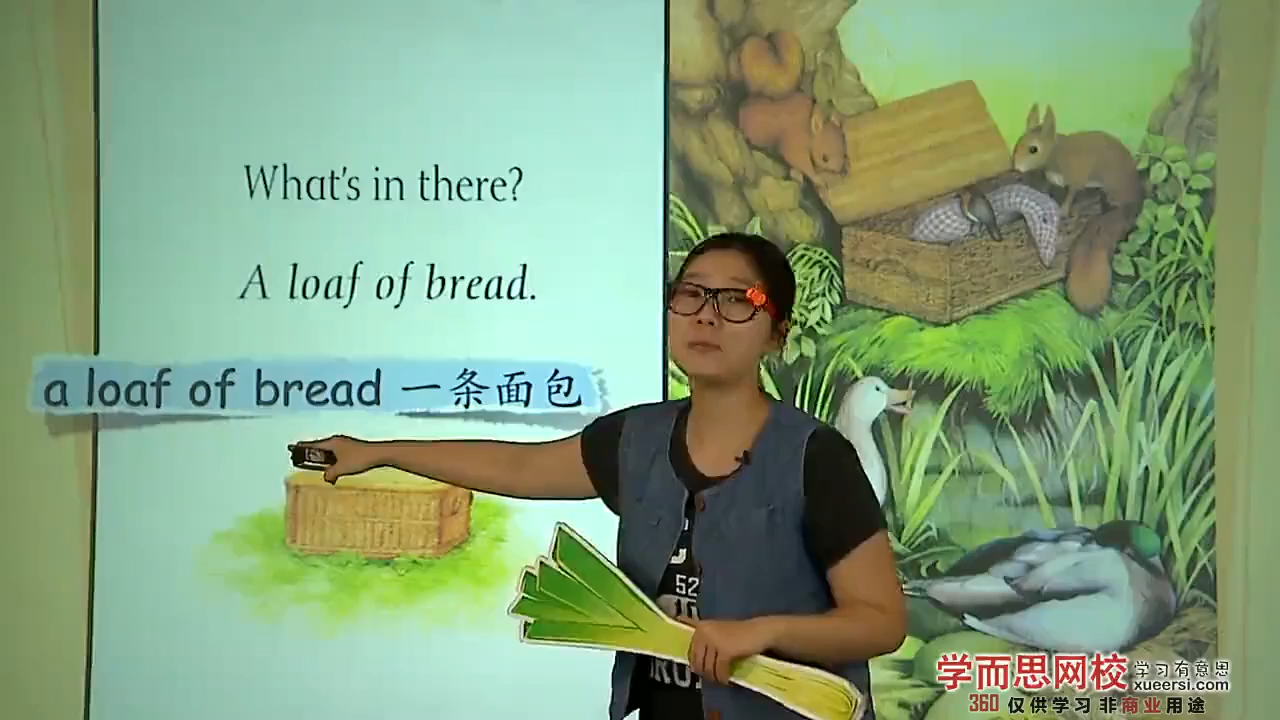 What's in there?
A loaf of bread.
a loaf of bread 一条面包
52
学而思网校 学习有意思
xueersi.com
360 仅供学习 非商业用途